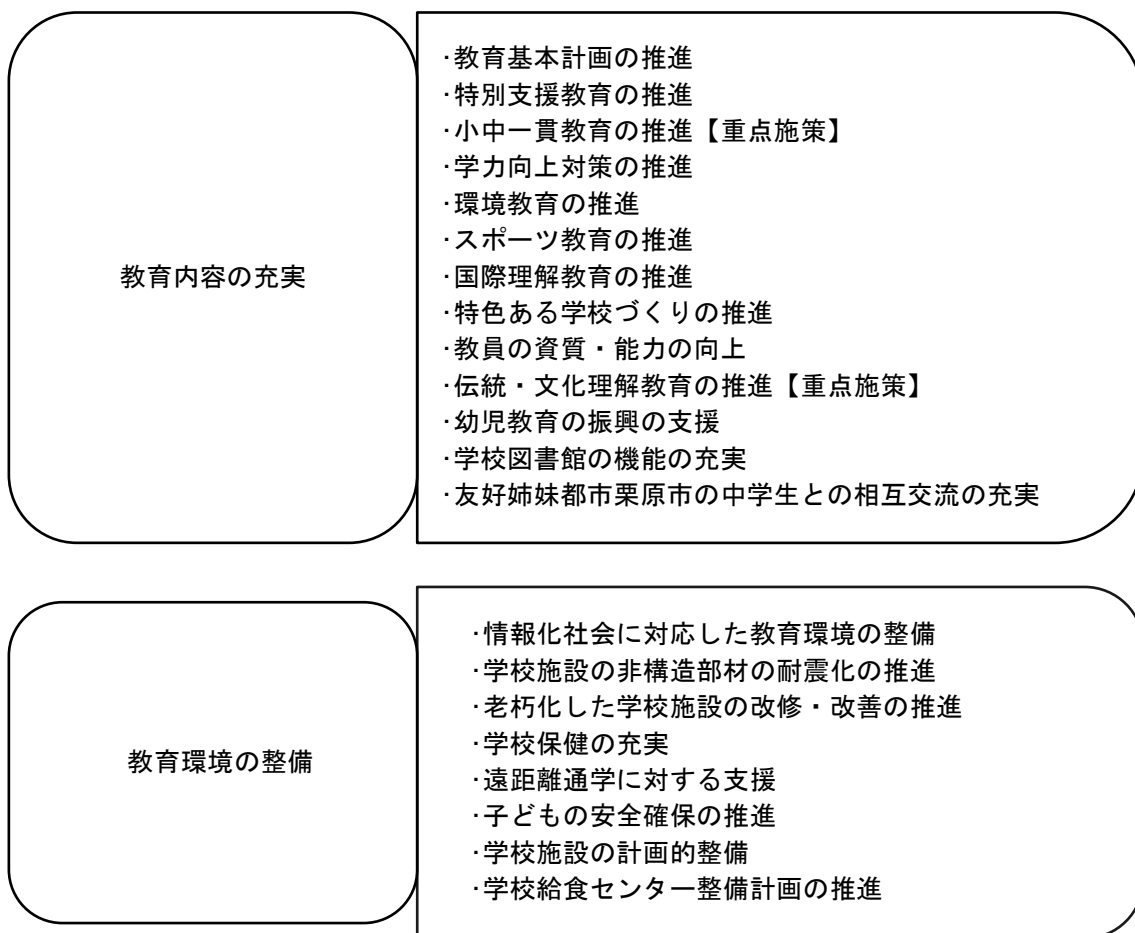 教育内容の充実
·教育基本計画の推進
·特別支援教育の推進
·小中一貫教育の推進【重点施策】
·学力向上対策の推進
·環境教育の推進
·スポーツ教育の推進
·国際理解教育の推進
·特色ある学校づくりの推進
·教員の資質・能力の向上
·伝統・文化理解教育の推進【重点施策】
·幼児教育の振興の支援
·学校図書館の機能の充実
·友好姉妹都市栗原市の中学生との相互交流の充実
教育環境の整備
·情報化社会に対応した教育環境の整備
·学校施設の非構造部材の耐震化の推進
·老朽化した学校施設の改修・改善の推進
·学校保健の充実
·遠距離通学に対する支援
·子どもの安全確保の推進
·学校施設の計画的整備
·学校給食センター整備計画の推進